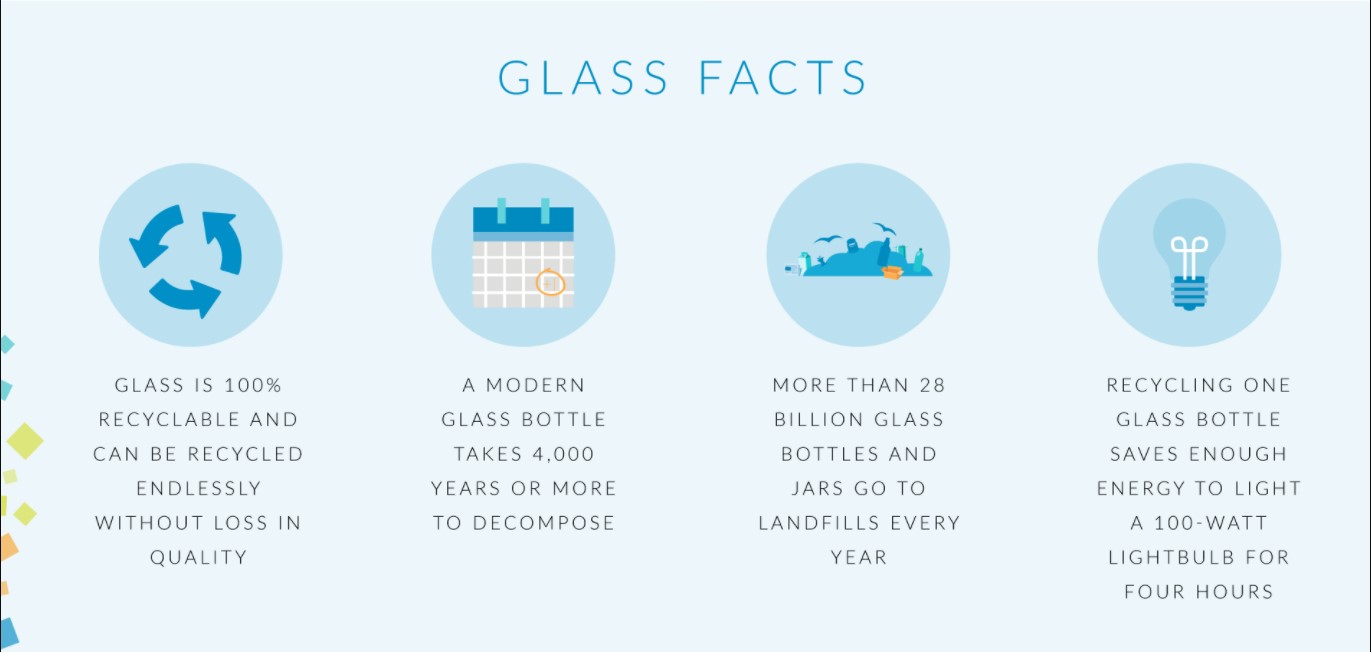 GLASS FACTS
GLASS IS 100%
RECYCLABLE AND
CAN BE RECYCLED
ENDLESSLY
WITHOUT LOSS IN
QUALITY
A MODERN
GLASS BOTTLE
TAKES 4,000
YEARS OR MORE
TO DECOMPOSE
MORE THAN 28
BILLION GLASS
BOTTLES AND
JARS GO TO
LANDFILLS EVERY
YEAR
RECYCLING ONE
GLASS BOTTLE
SAVES ENOUGH
ENERGY TO LIGHT
A 100-WATT
LIGHTBULB FOR
FOUR HOURS